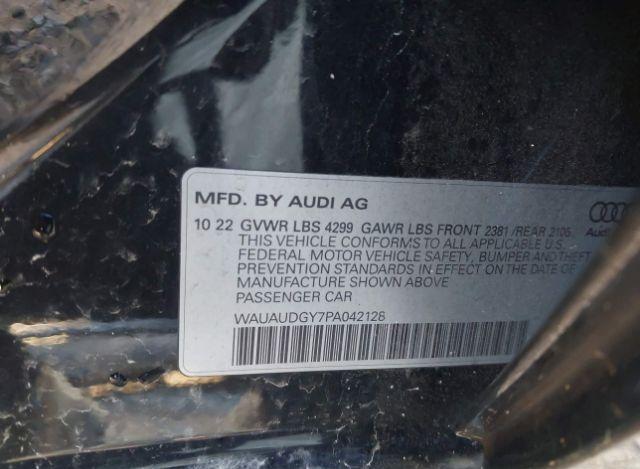 MFD. BY AUDI AG
10 22 GVWR LBS 4299 GAWR LBS FRONT 2381 /REAR 2105
THIS VEHICLE CONFORMS TO ALL APPLICABLE U.S.
FEDERAL MOTOR VEHICLE SAFETY, BUMPER AND THEFT
PREVENTION STANDARDS IN EFFECT ON THE DATE OF
MANUFACTURE SHOWN ABOVE
PASSENGER CAR
WAUAUDGY7PA042128